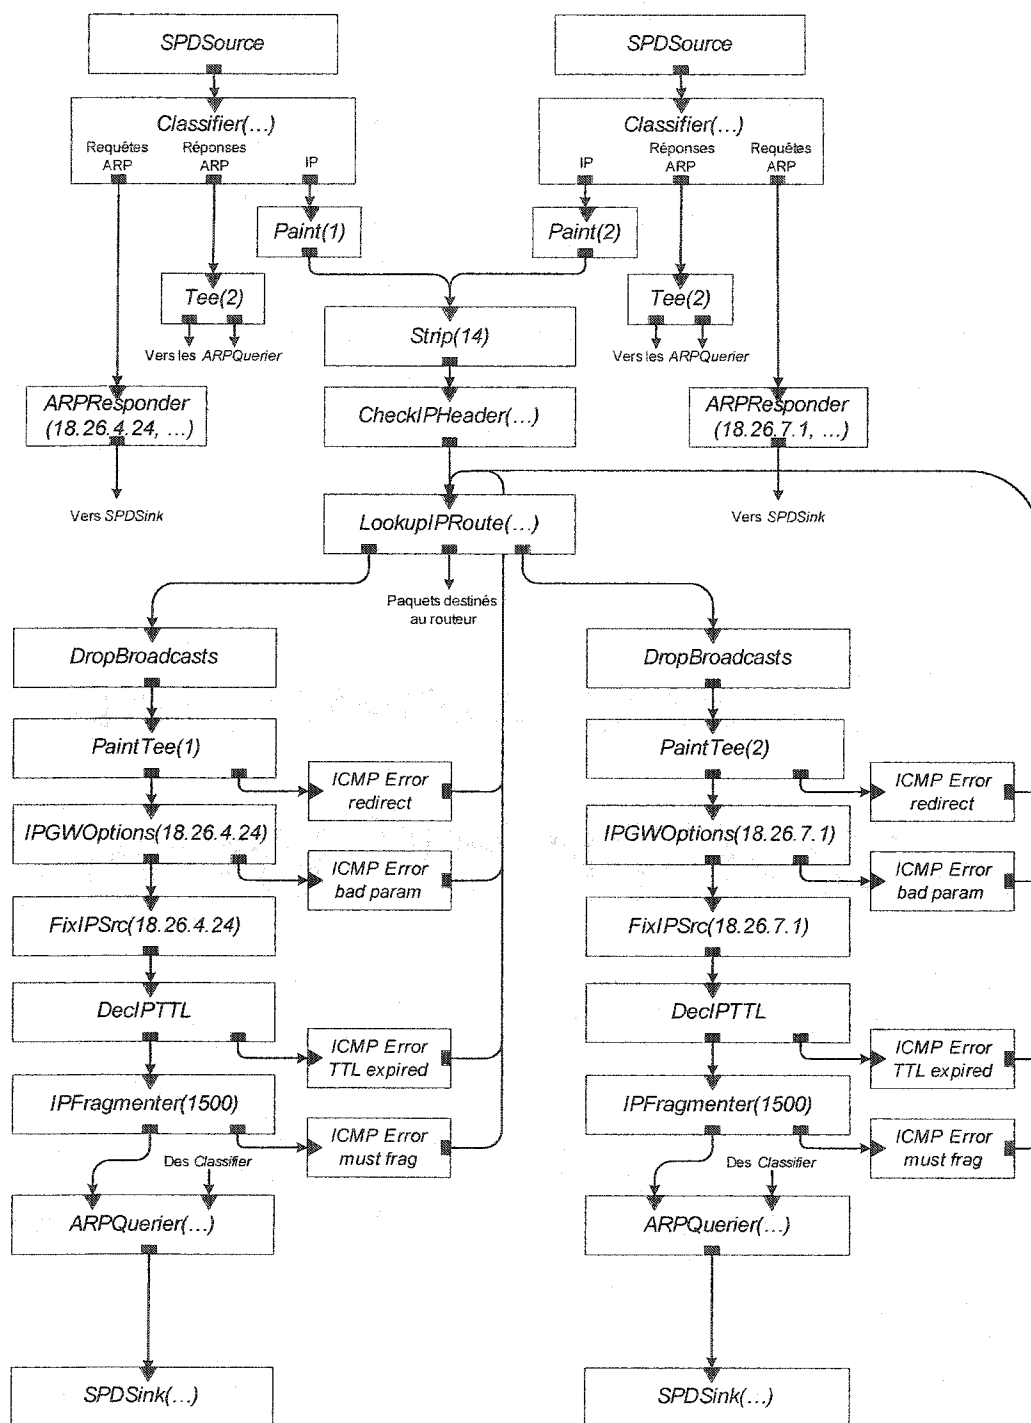 SPDSource
SPDSource
Classifier(...)
Classifier(...)
Requêtes
ARP
Réponses
ARP
IP
IP
Réponses
ARP
Requêtes
ARP
Paint(1)
Paint(2)
Tee(2)
Tee(2)
Vers les ARPQuerier
Vers les ARPQuerier
Strip(14)
ARPResponder
(18.26.4.24, ...)
CheckIPHeader(...)
ARPResponder
(18.26.7.1, ...)
Vers SPDSink
LookupIPRoute(...)
Vers SPDSink
Paquets destinés
au routeur
DropBroadcasts
DropBroadcasts
PaintTee(1)
PaintTee(2)
ICMP Error
redirect
ICMP Error
redirect
IPGWOptions(18.26.4.24)
IPGWOptions(18.26.7.1)
ICMP Error
bad param
ICMP Error
bad param
FixIPSrc(18.26.4.24)
FixIPSrc(18.26.7.1)
DecIPTTL
DecIPTTL
ICMP Error
TTL expired
ICMP Error
TTL expired
IPFragmenter(1500)
IPFragmenter(1500)
ICMP Error
must frag
ICMP Error
must frag
Des Classifier
Des Classifier
ARPQuerier(...)
ARPQuerier(...)
SPDSink(...)
SPDSink(...)